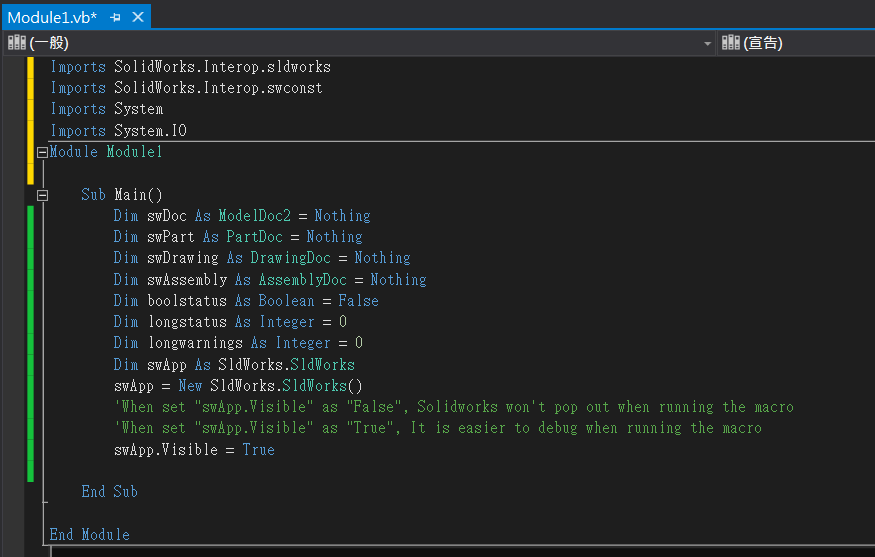 Module1.vb*
(一般) (宣告)
Imports SolidWorks.Interop.sldworks
Imports SolidWorks.Interop.swconst
Imports System
Imports System.IO
Module Module1
Sub Main()
Dim swDoc As ModelDoc2 = Nothing
Dim swPart As PartDoc = Nothing
Dim swDrawing As DrawingDoc = Nothing
Dim swAssembly As AssemblyDoc = Nothing
Dim boolstatus As Boolean = False
Dim longstatus As Integer = 0
Dim longwarnings As Integer = 0
Dim swApp As SldWorks.SldWorks
swApp = New SldWorks.SldWorks()
'When set "swApp.Visible" as "False", Solidworks won't pop out when running the macro
'When set "swApp.Visible" as "True", It is easier to debug when running the macro
swApp.Visible = True
End Sub
End Module